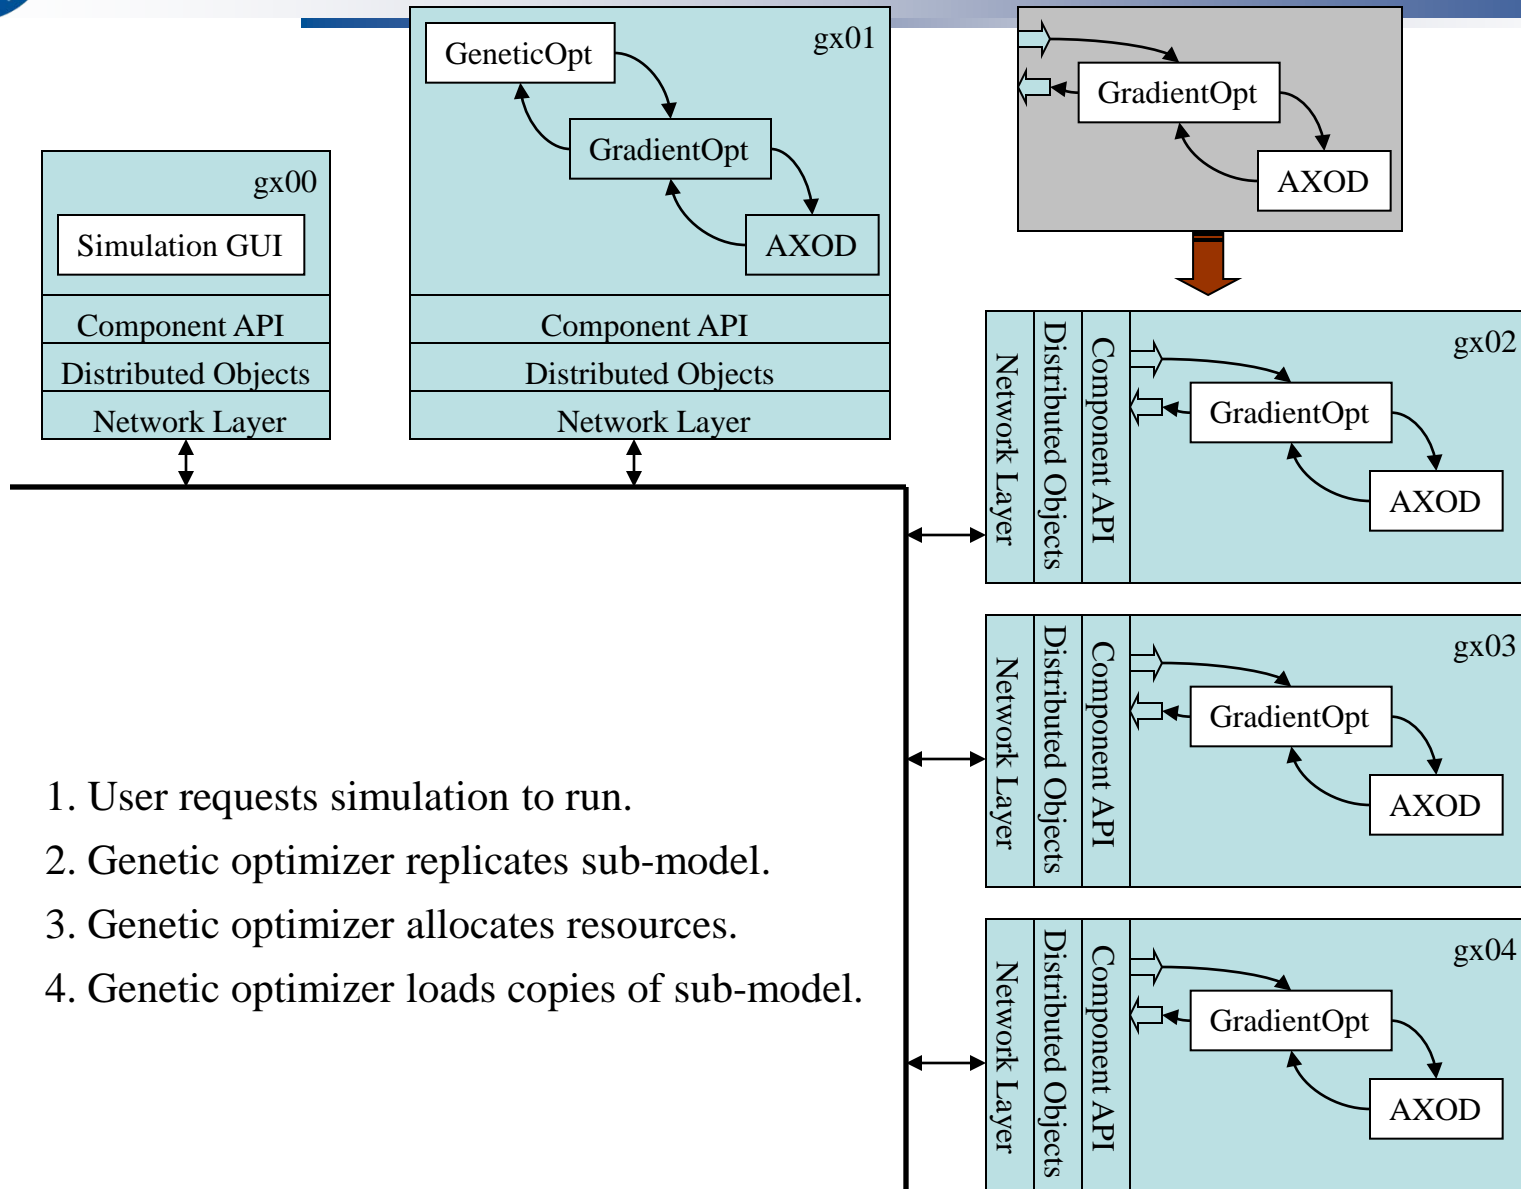 gx01
GeneticOpt
GradientOpt
AXOD
Component API
Distributed Objects
Network Layer
gx00
Simulation GUI
Component API
Distributed Objects
Network Layer
GradientOpt
AXOD
gx02
GradientOpt
AXOD
Component API
Distributed Objects
Network Layer
gx03
GradientOpt
AXOD
Component API
Distributed Objects
Network Layer
gx04
GradientOpt
AXOD
Component API
Distributed Objects
Network Layer
1. User requests simulation to run.
2. Genetic optimizer replicates sub-model.
3. Genetic optimizer allocates resources.
4. Genetic optimizer loads copies of sub-model.